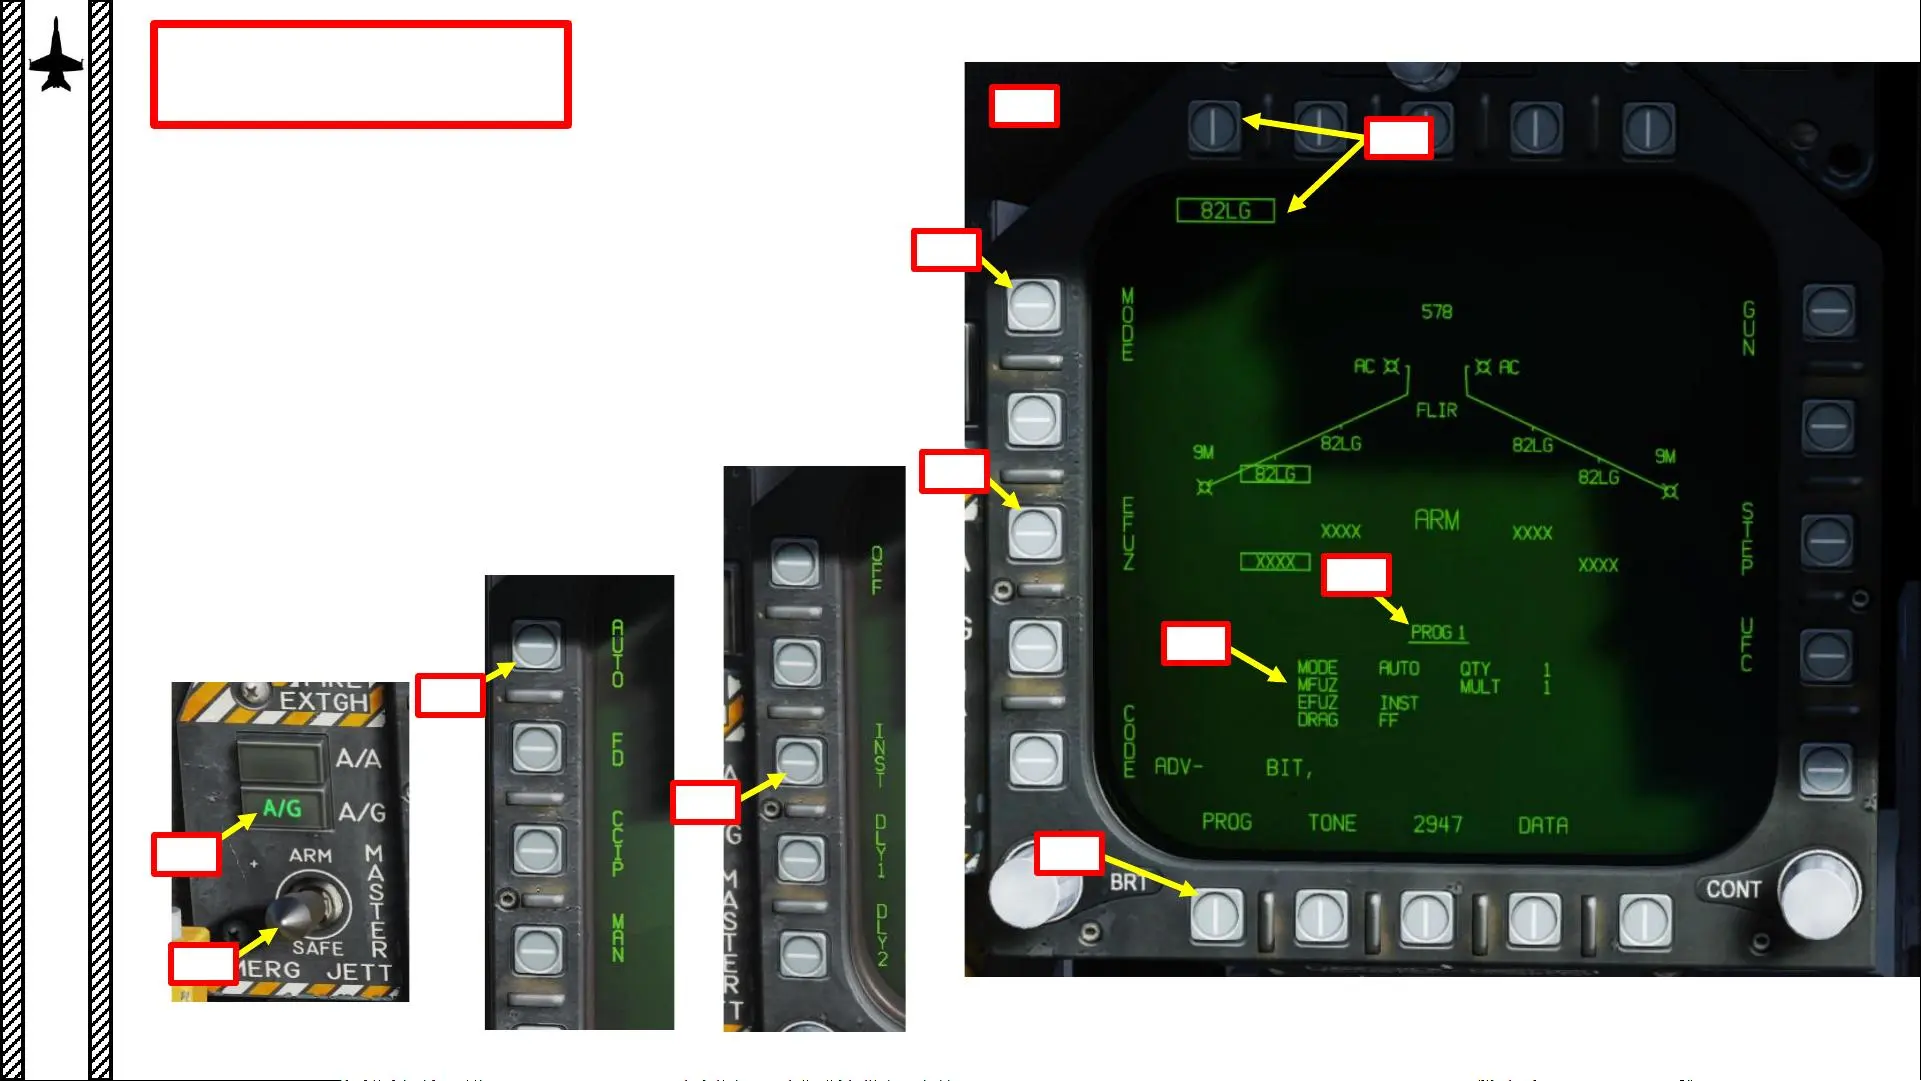 82LG
MODE
578
GUN
AC
AC
FLIR
82LG
82LG
9M
9M
82LG
82LG
EFUZ
ARM
STEP
XXXX
XXXX
XXXX
XXXX
UFC
PROG 1
MODE AUTO QTY 1
MFUZ MULT 1
EFUZ INST
DRAG FF
CODE
ADV- BIT,
PROG TONE 2947 DATA
BRT
CONT
OFF
INST
DLY1
DLY2
AUTO
FD
CCIP
MAN
EXTGH
A/A
A/G
A/G
ARM
MASTER
SAFE
JETT
MASTER